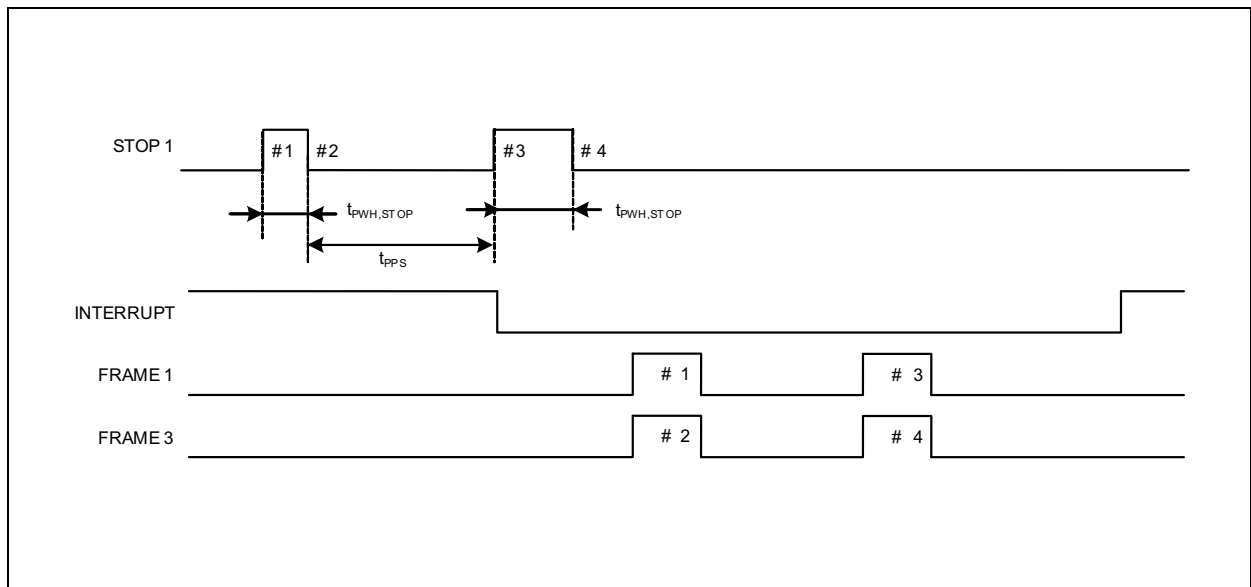 STOP 1
#1
#2
#3
# 4
tPWH,STOP
tPWH,STOP
tPPS
INTERRUPT
FRAME 1
# 1
# 3
FRAME 3
# 2
# 4